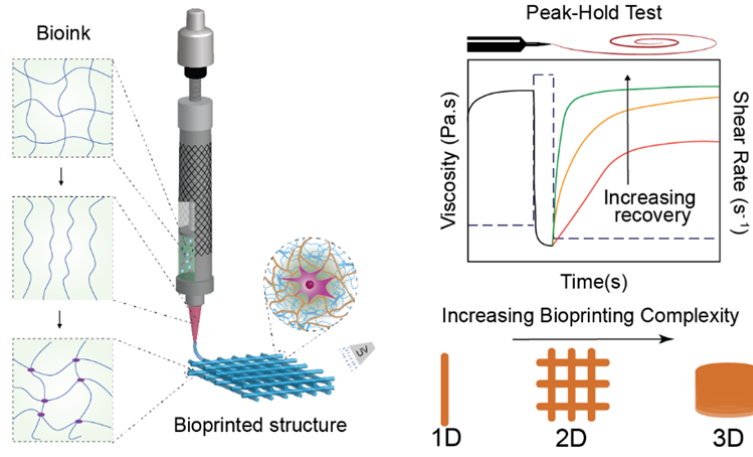 Bioink
Bioprinted structure
UV
Peak-Hold Test
Viscosity (Pa.s)
Shear Rate (s⁻¹)
Increasing
recovery
Time(s)
Increasing Bioprinting Complexity
1D
2D
3D